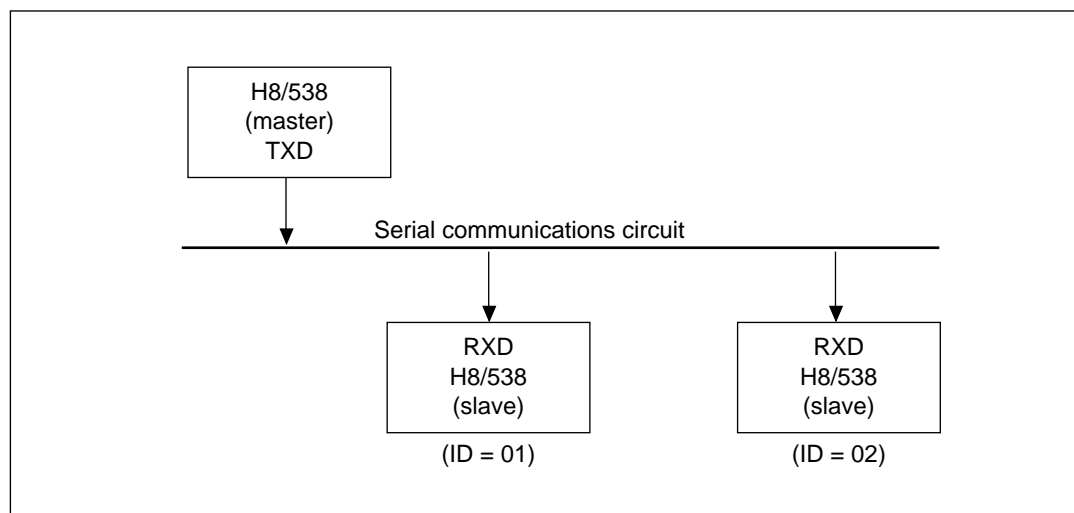 H8/538
(master)
TXD
Serial communications circuit
RXD
H8/538
(slave)
(ID = 01)
RXD
H8/538
(slave)
(ID = 02)